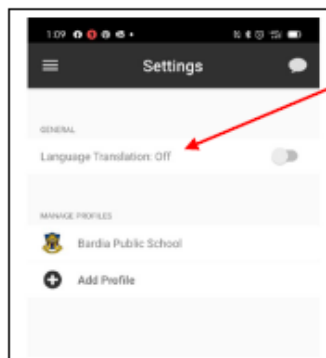 1:09
Settings
GENERAL
Language Translation: Off
MANAGE PROFILES
Bardia Public School
Add Profile